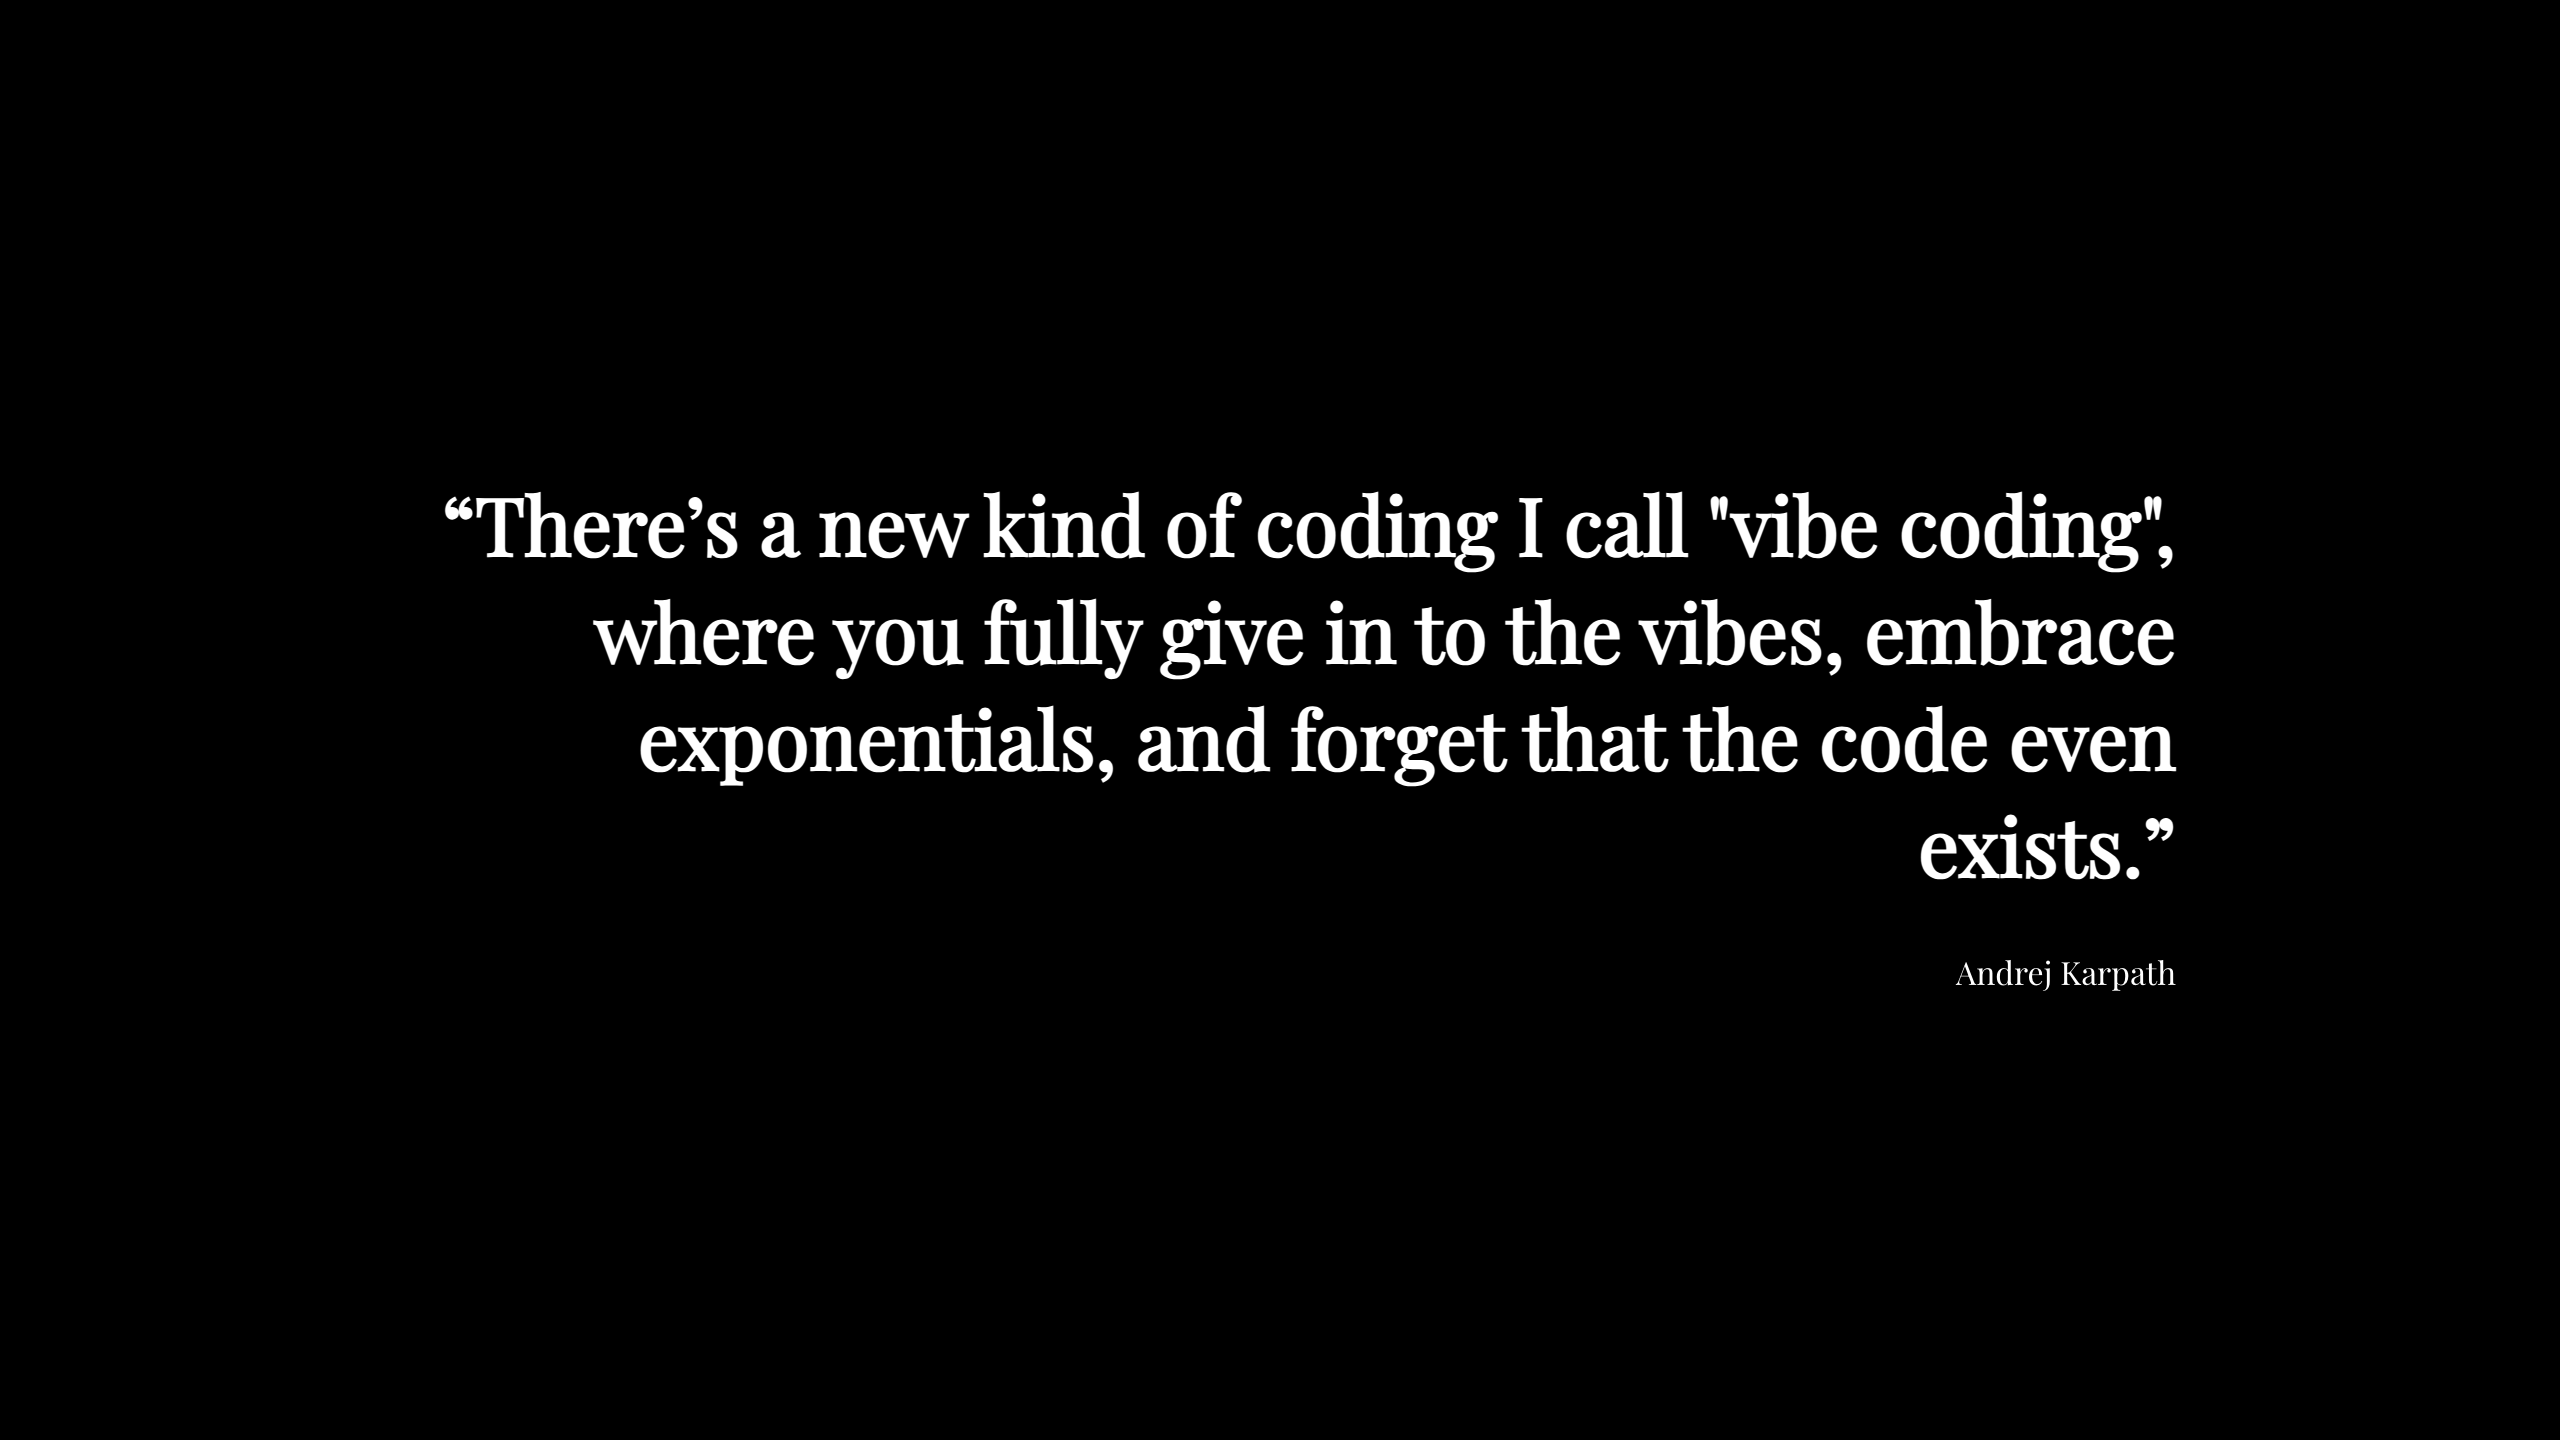 “There’s a new kind of coding I call "vibe coding",
where you fully give in to the vibes, embrace
exponentials, and forget that the code even
exists.”
Andrej Karpath